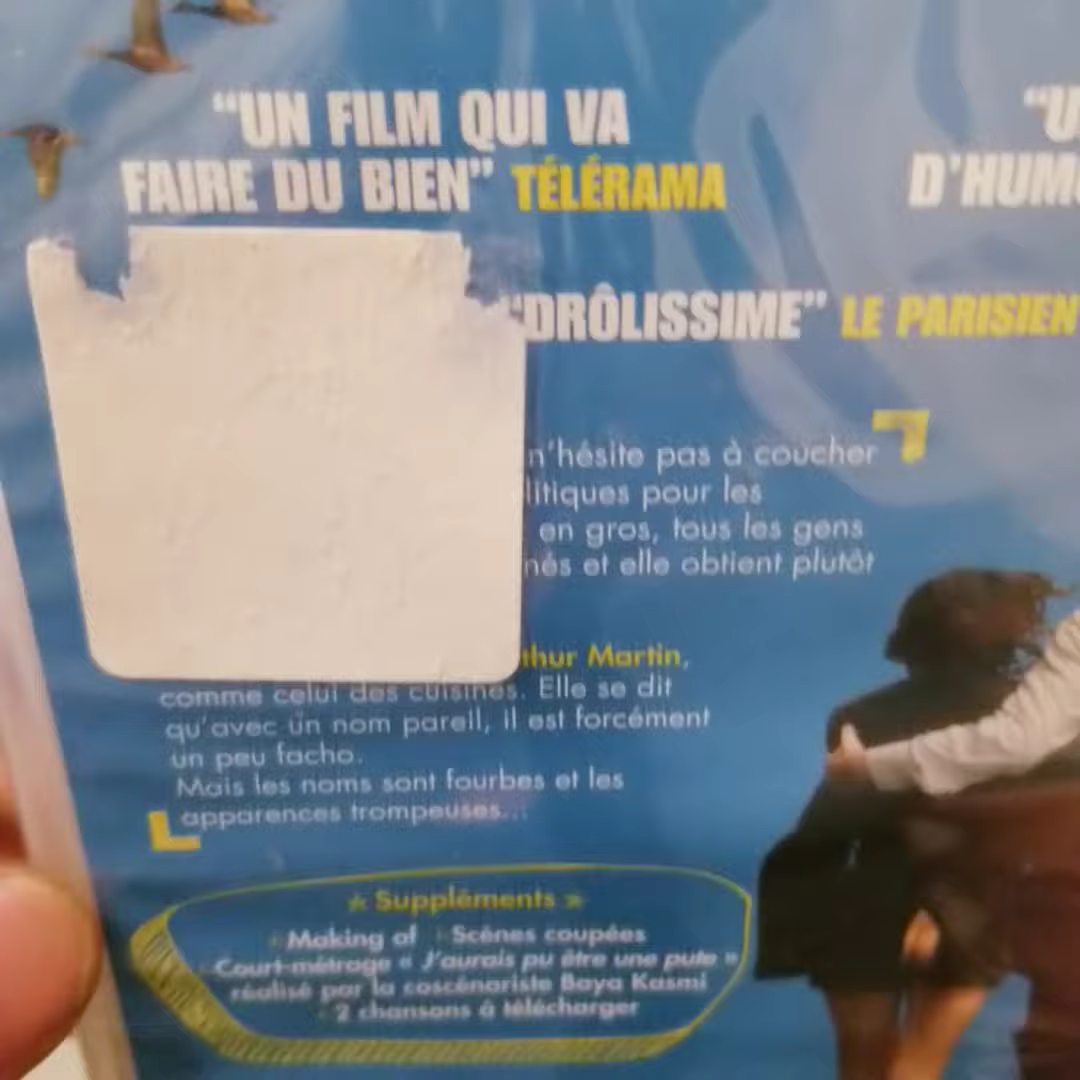 “UN FILM QUI VA
FAIRE DU BIEN” TÉLÉRAMA
“U
D'HUM
“DRÔLISSIME” LE PARISIEN
n'hésite pas à coucher
litiques pour les
en gros, tous les gens
nés et elle obtient plutôt
thur Martin,
comme celui des cuisines. Elle se dit
qu'avec un nom pareil, il est forcément
un peu facho.
Mais les noms sont fourbes et les
apparences trompeuses...
Suppléments
Making of Scènes coupées
Court-métrage « J'aurais pu être une pute »
réalisé par la coscénariste Baya Kasmi
2 chansons à télécharger